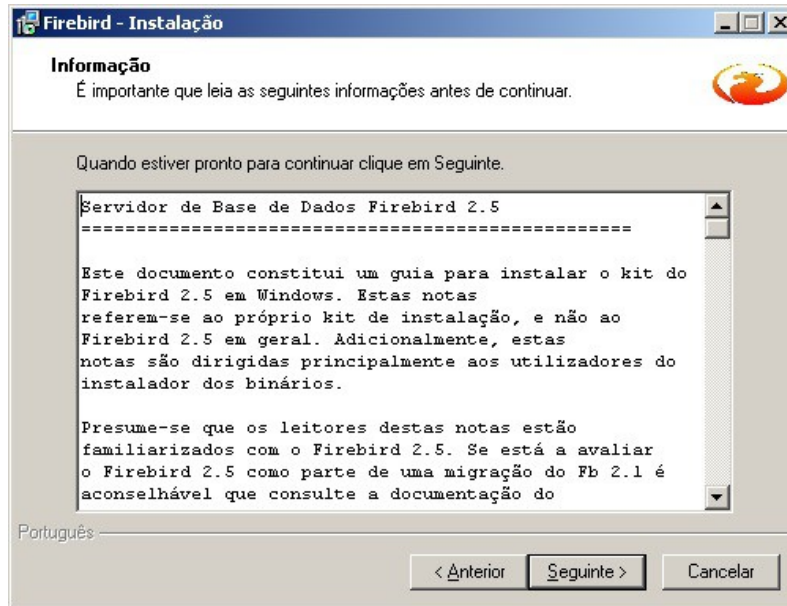 Firebird - Instalação
Informação
É importante que leia as seguintes informações antes de continuar.
Quando estiver pronto para continuar clique em Seguinte.
Servidor de Base de Dados Firebird 2.5
==================================================
Este documento constitui um guia para instalar o kit do
Firebird 2.5 em Windows. Estas notas
referem-se ao próprio kit de instalação, e não ao
Firebird 2.5 em geral. Adicionalmente, estas
notas são dirigidas principalmente aos utilizadores do
instalador dos binários.
Presume-se que os leitores destas notas estão
familiarizados com o Firebird 2.5. Se está a avaliar
o Firebird 2.5 como parte de uma migração do Fb 2.1 é
aconselhável que consulte a documentação do
Português
< Anterior
Seguinte >
Cancelar